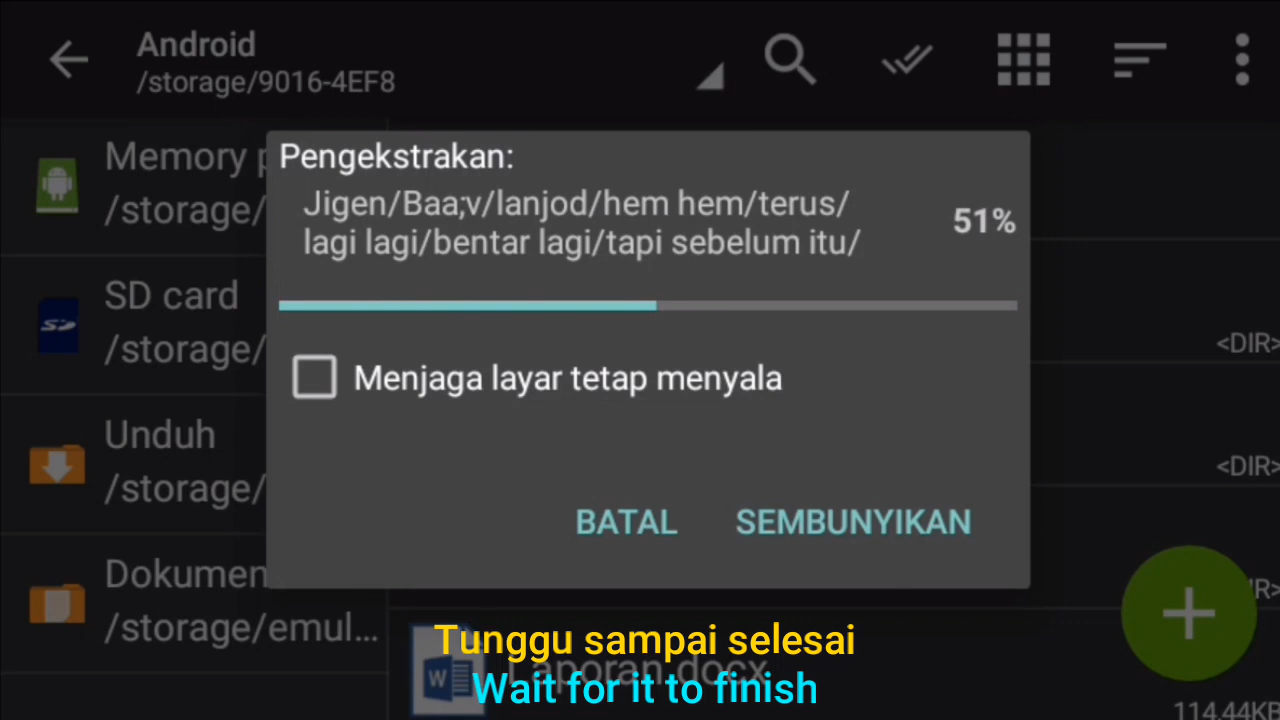 Android
/storage/9016-4EF8
Memory p
/storage/
SD card
/storage/
Unduh
/storage/
Dokumen
/storage/emul...
Pengekstrakan:
Jigen/Baa;v/lanjod/hem hem/terus/
lagi lagi/bentar lagi/tapi sebelum itu/
51%
Menjaga layar tetap menyala
BATAL
SEMBUNYIKAN
<DIR>
<DIR>
R>
Laporan.docx
W
114,44KB
Tunggu sampai selesai
Wait for it to finish